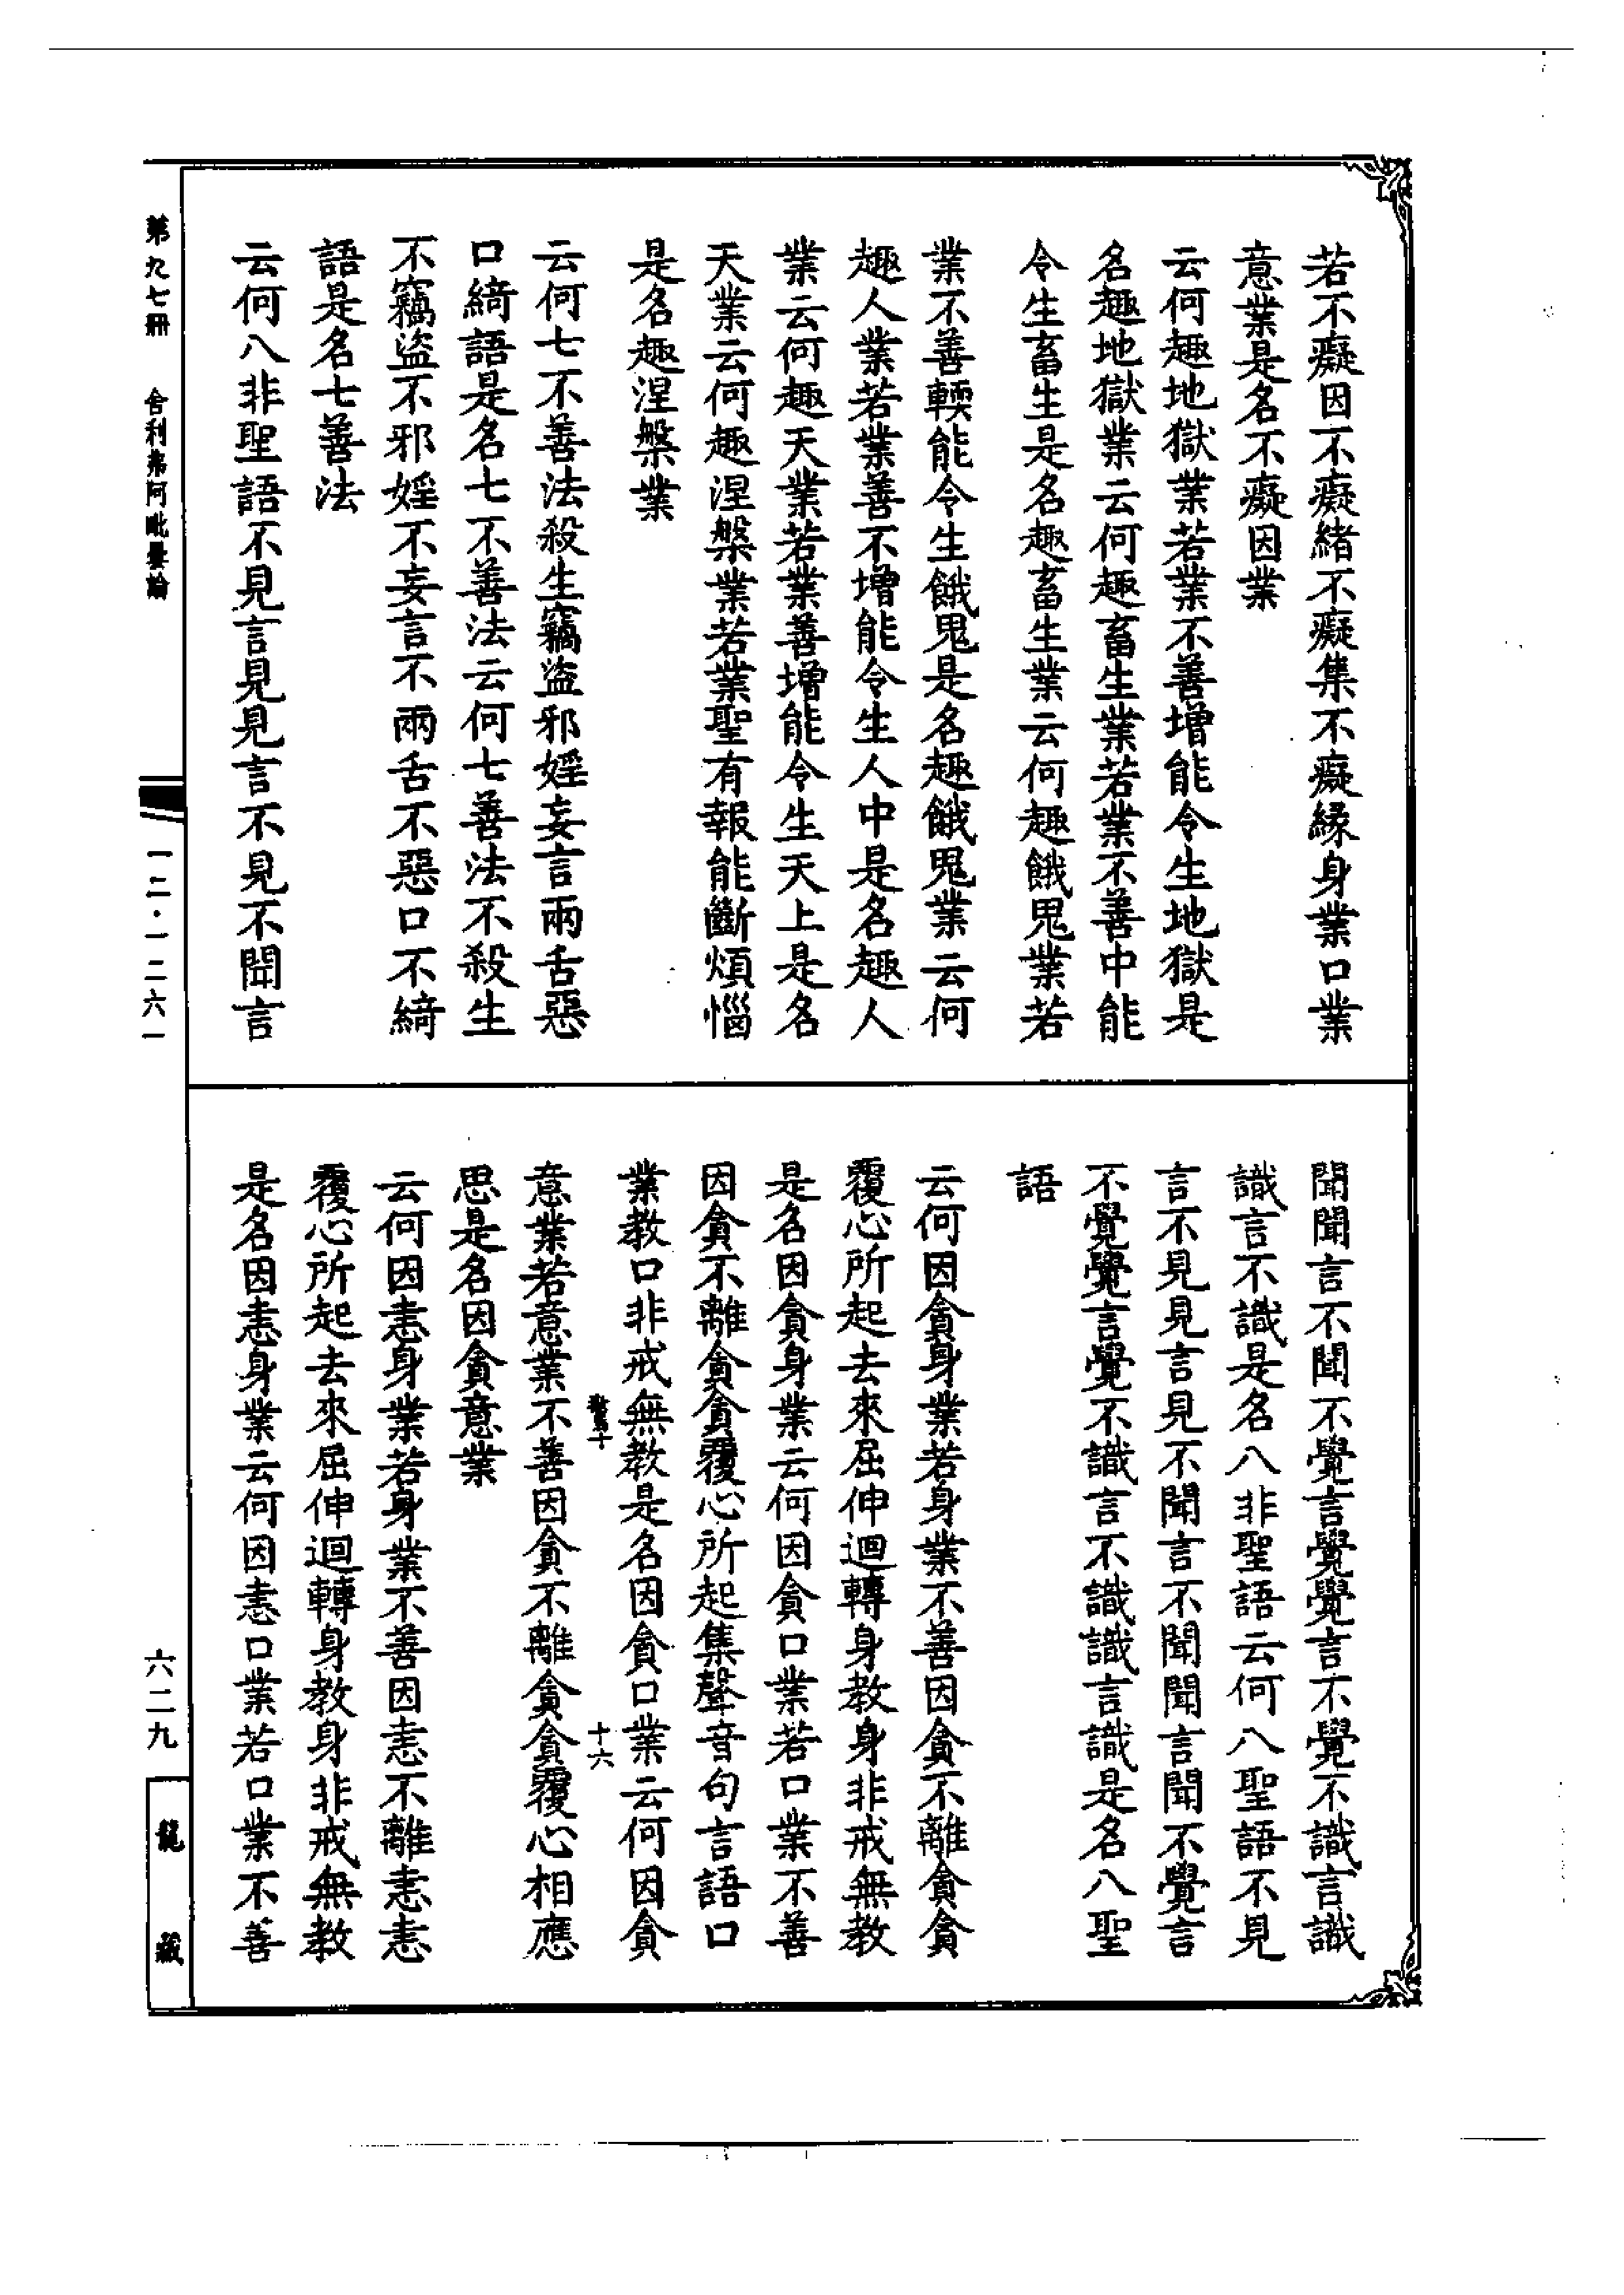 若不癡因不癡緒不癡集不癡緣身業口業
意業是名不癡因業
云何趣地獄業若業不善增能令生地獄是
名趣地獄業云何趣畜生業若業不善中能
令生畜生是名趣畜生業云何趣餓鬼業若
業不善輭能令生餓鬼是名趣餓鬼業云何
趣人業若業善不增能令生人中是名趣人
業云何趣天業若業善增能令生天上是名
天業云何趣涅槃業若業聖有報能斷煩惱
是名趣涅槃業
云何七不善法殺生竊盜邪婬妄言兩舌惡
口綺語是名七不善法云何七善法不殺生
不竊盜不邪婬不妄言不兩舌不惡口不綺
語是名七善法
云何八非聖語不見言見見言不見不聞言
聞聞言不聞不覺言覺覺言不覺不識言識
識言不識是名八非聖語云何八聖語不見
言不見見言見不聞言不聞聞言聞不覺言
不覺覺言覺不識言不識識言識是名八聖
語
云何因貪身業若身業不善因貪不離貪貪
覆心所起去來屈伸迴轉身教身非戒無教
是名因貪身業云何因貪口業若口業不善
因貪不離貪貪覆心所起集聲音句言語口
業教口非戒無教是名因貪口業云何因貪
十六
意業若意業不善因貪不離貪貪覆心相應
思是名因貪意業
云何因恚身業若身業不善因恚不離恚恚
覆心所起去來屈伸迴轉身教身非戒無教
是名因恚身業云何因恚口業若口業不善
第九七冊 舍利弗阿毗曇論
一二·一二六一
六二九
龍藏